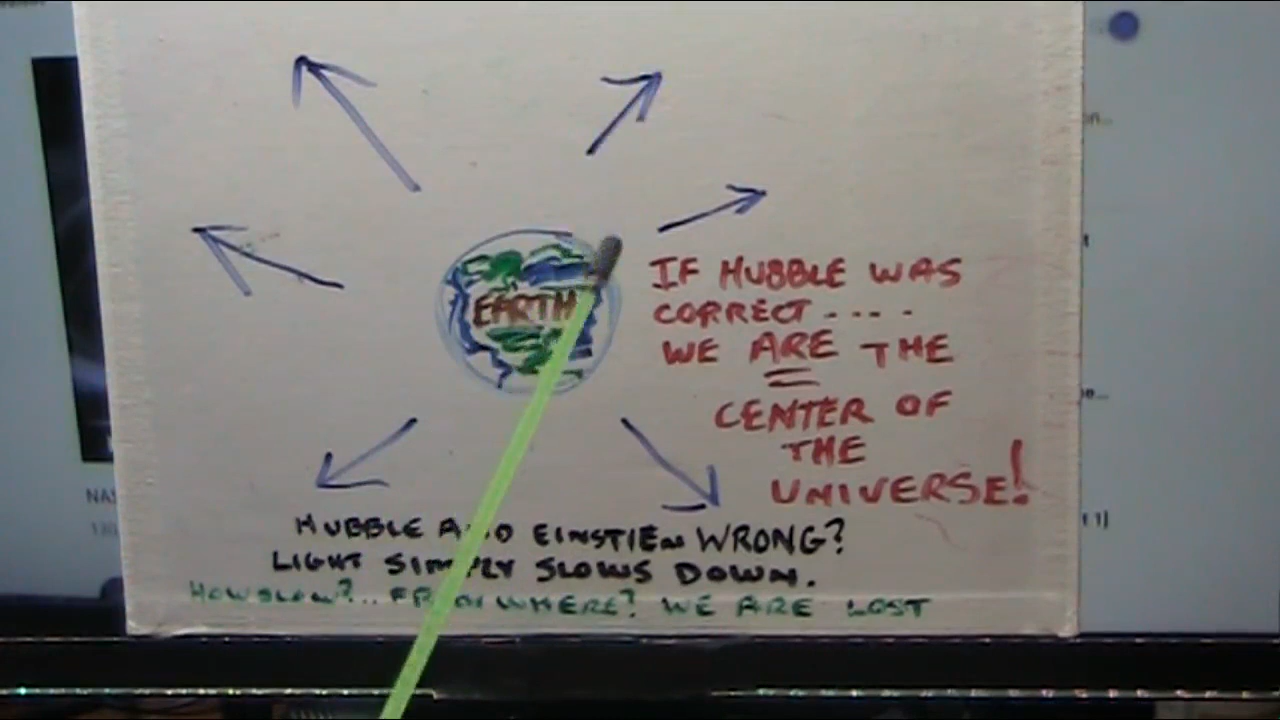 EARTH
IF HUBBLE WAS
CORRECT....
WE ARE THE
CENTER OF
THE
UNIVERSE!
HUBBLE AND EINSTIEN WRONG?
LIGHT SIMPLY SLOWS DOWN.
HOW SLOW?.. FROM WHERE? WE ARE LOST